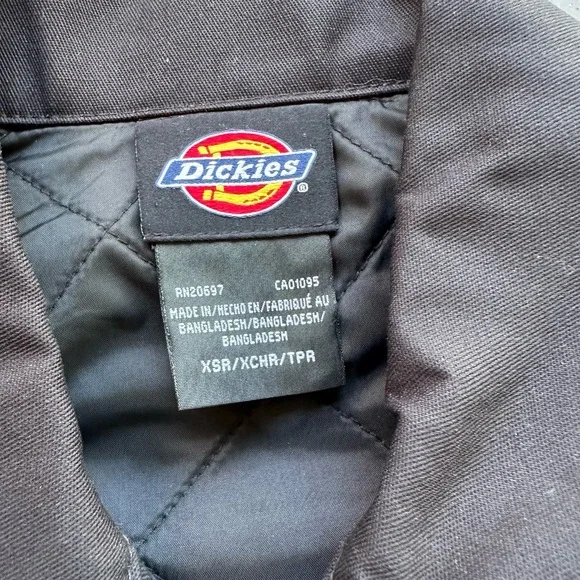 Dickies
®
RN20697 CA01095
MADE IN/HECHO EN/FABRIQUÉ AU
BANGLADESH/BANGLADESH/
BANGLADESH
XSR/XCHR/TPR